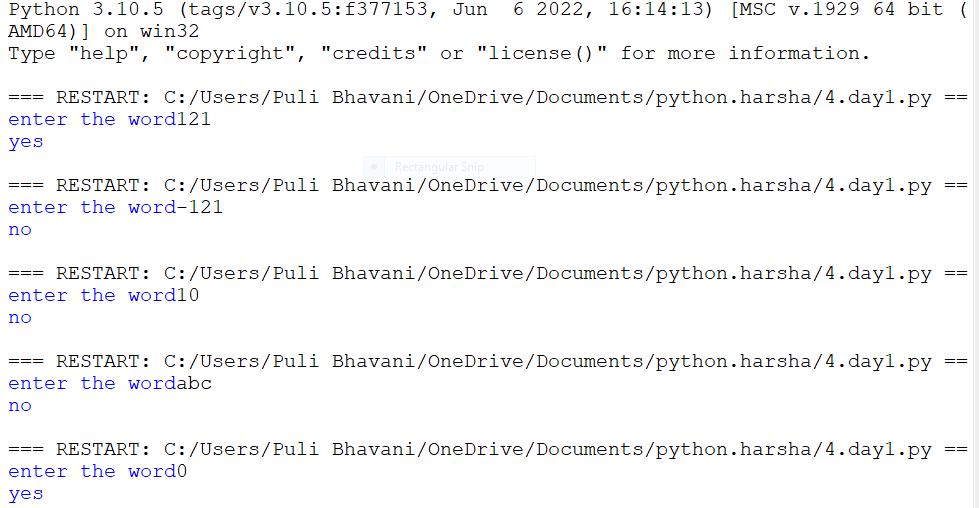 Python 3.10.5 (tags/v3.10.5:f377153, Jun  6 2022, 16:14:13) [MSC v.1929 64 bit (
AMD64)] on win32
Type "help", "copyright", "credits" or "license()" for more information.
=== RESTART: C:/Users/Puli Bhavani/OneDrive/Documents/python.harsha/4.day1.py ==
enter the word121
yes
Rectangular Snip
=== RESTART: C:/Users/Puli Bhavani/OneDrive/Documents/python.harsha/4.day1.py ==
enter the word-121
no
=== RESTART: C:/Users/Puli Bhavani/OneDrive/Documents/python.harsha/4.day1.py ==
enter the word10
no
=== RESTART: C:/Users/Puli Bhavani/OneDrive/Documents/python.harsha/4.day1.py ==
enter the wordabc
no
=== RESTART: C:/Users/Puli Bhavani/OneDrive/Documents/python.harsha/4.day1.py ==
enter the word0
yes